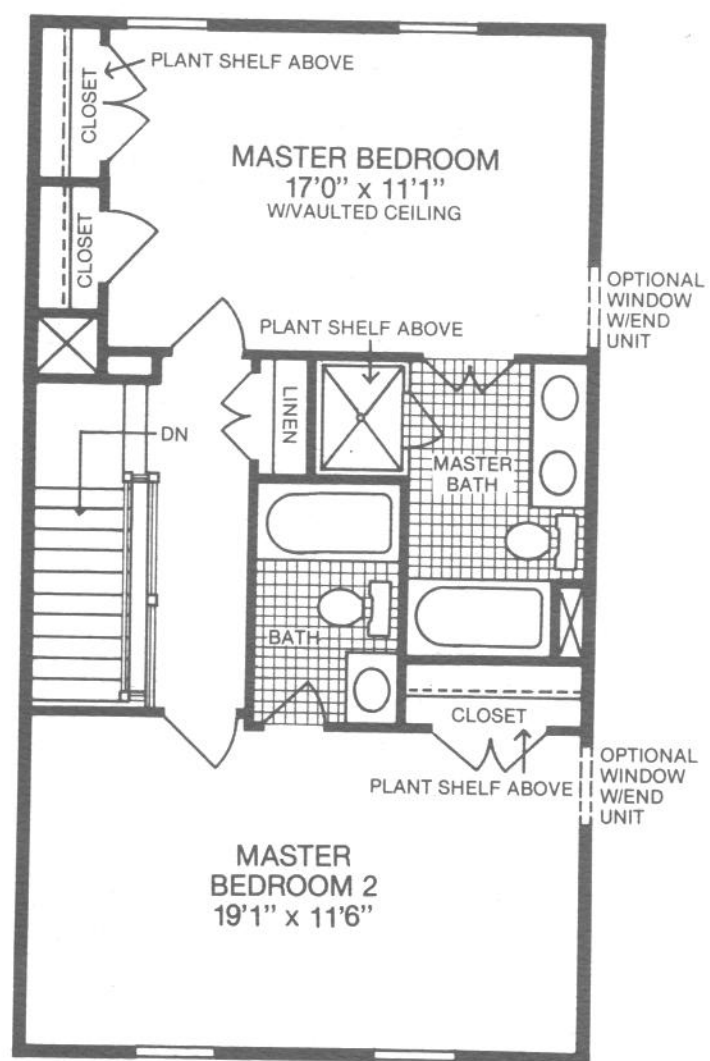 PLANT SHELF ABOVE
CLOSET
MASTER BEDROOM
17'0" x 11'1"
W/VAULTED CEILING
CLOSET
OPTIONAL
WINDOW
W/END
UNIT
PLANT SHELF ABOVE
LINEN
DN
MASTER
BATH
BATH
CLOSET
PLANT SHELF ABOVE
OPTIONAL
WINDOW
W/END
UNIT
MASTER
BEDROOM 2
19'1" x 11'6"